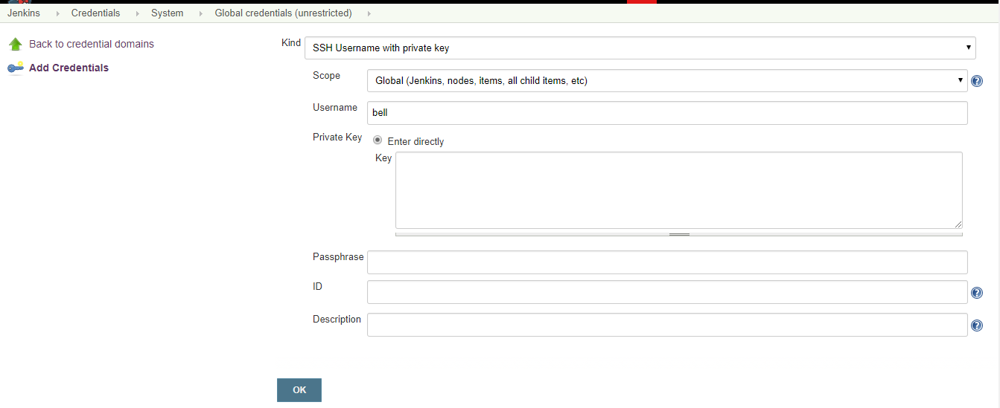 Jenkins Credentials System Global credentials (unrestricted)
Back to credential domains
Add Credentials
Kind SSH Username with private key
Scope Global (Jenkins, nodes, items, all child items, etc)
Username bell
Private Key Enter directly
Key
Passphrase
ID
Description
OK